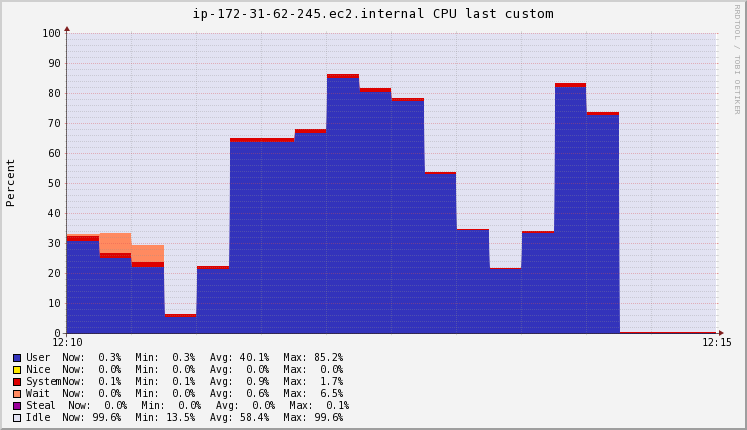 ip-172-31-62-245.ec2.internal CPU last custom
RRDTOOL / TOBI OETIKER
Percent
100
90
80
70
60
50
40
30
20
10
0
12:10 12:15
User Now: 0.3% Min: 0.3% Avg: 40.1% Max: 85.2%
Nice Now: 0.0% Min: 0.0% Avg: 0.0% Max: 0.0%
System Now: 0.1% Min: 0.1% Avg: 0.9% Max: 1.7%
Wait Now: 0.0% Min: 0.0% Avg: 0.6% Max: 6.5%
Steal Now: 0.0% Min: 0.0% Avg: 0.0% Max: 0.1%
Idle Now: 99.6% Min: 13.5% Avg: 58.4% Max: 99.6%